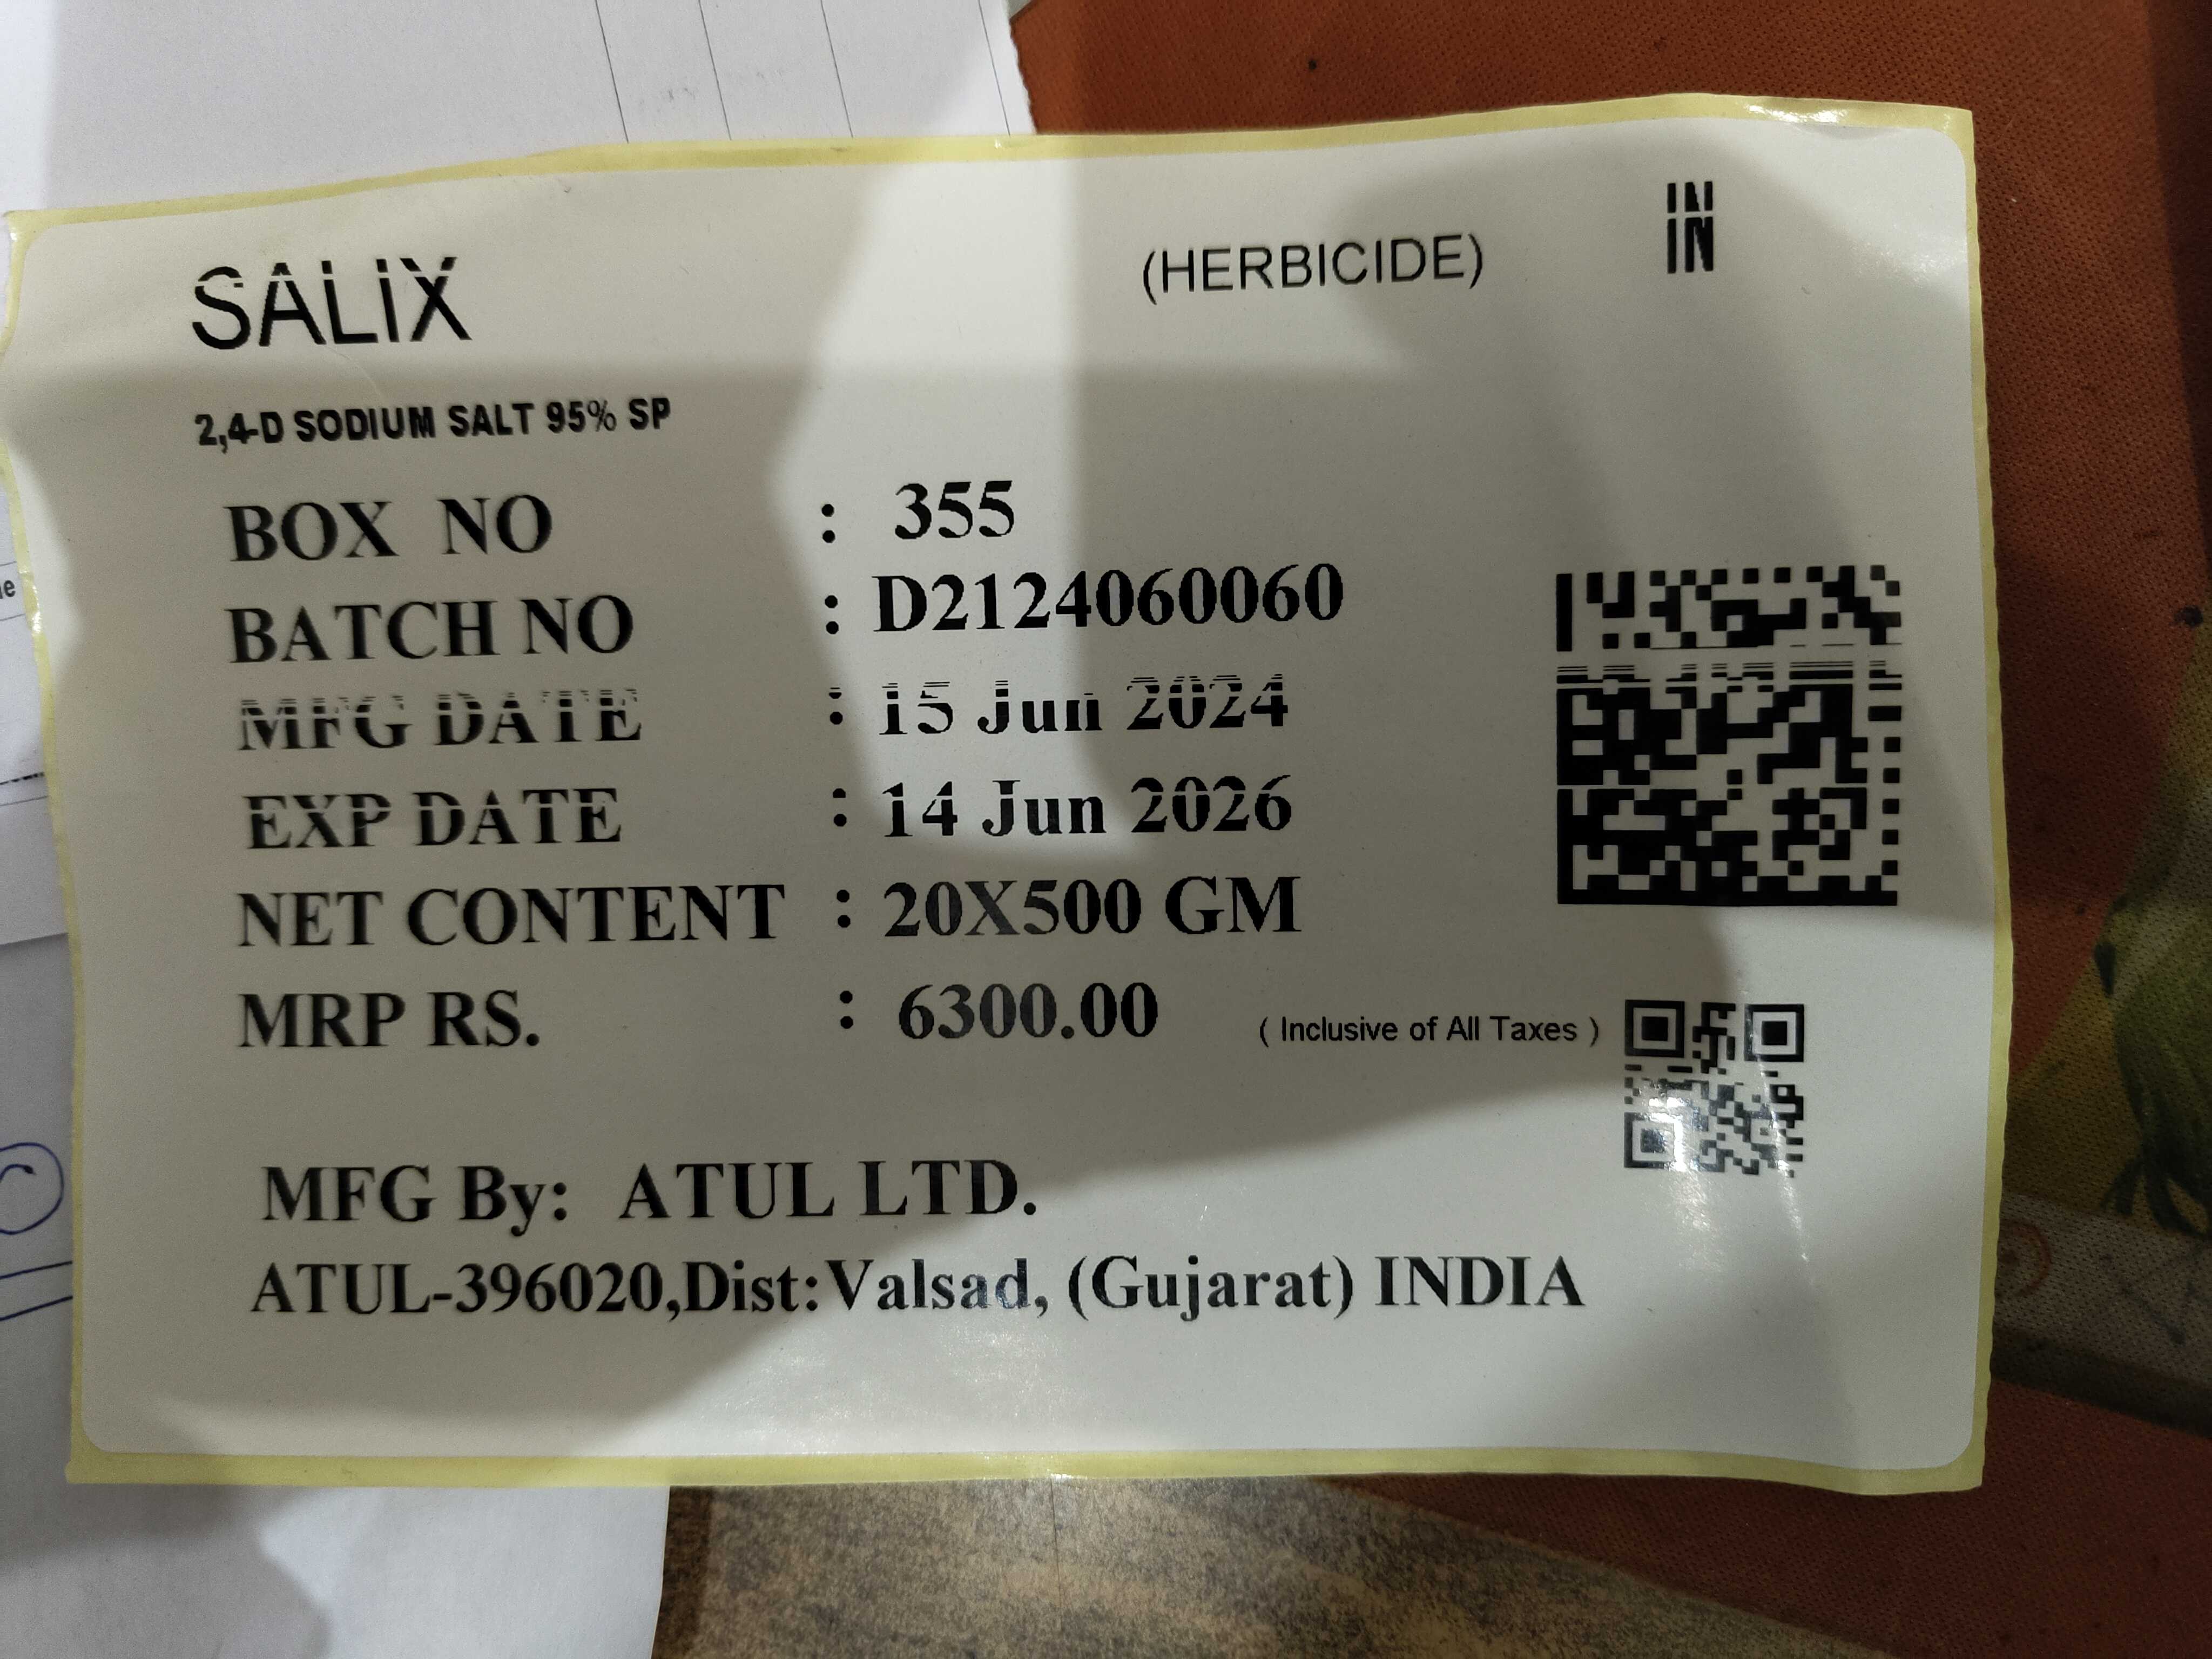 SALIX (HERBICIDE) IN
2,4-D SODIUM SALT 95% SP
BOX NO : 355
BATCH NO : D2124060060
MFG DATE : 15 Jun 2024
EXP DATE : 14 Jun 2026
NET CONTENT : 20X500 GM
MRP RS. : 6300.00 ( Inclusive of All Taxes )
MFG By: ATUL LTD.
ATUL-396020,Dist:Valsad, (Gujarat) INDIA